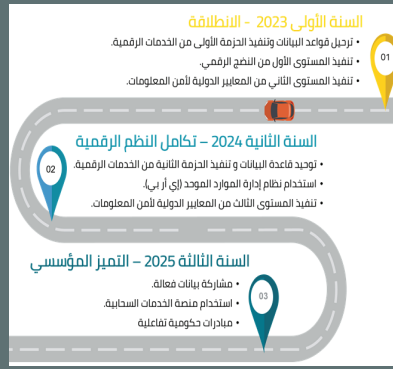 السنة الأولى 2023 - الانطلاقة
• ترحيل قواعد البيانات وتنفيذ الحزمة الأولى من الخدمات الرقمية.
• تنفيذ المستوى الأول من النضج الرقمي.
• تنفيذ المستوى الثاني من المعايير الدولية لأمن المعلومات.
01
السنة الثانية 2024 – تكامل النظم الرقمية
• توحيد قاعدة البيانات و تنفيذ الحزمة الثانية من الخدمات الرقمية.
• استخدام نظام إدارة الموارد الموحد (إي أر بي).
• تنفيذ المستوى الثالث من المعايير الدولية لأمن المعلومات.
02
السنة الثالثة 2025 – التميز المؤسسي
• مشاركة بيانات فعالة.
• استخدام منصة الخدمات السحابية.
• مبادرات حكومية تفاعلية
03